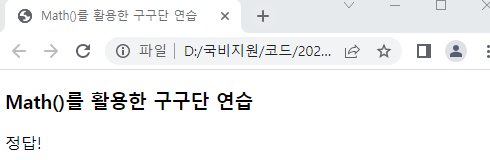 Math()를 활용한 구구단 연습
파일 D:/국비지원/코드/202...
Math()를 활용한 구구단 연습
정답!